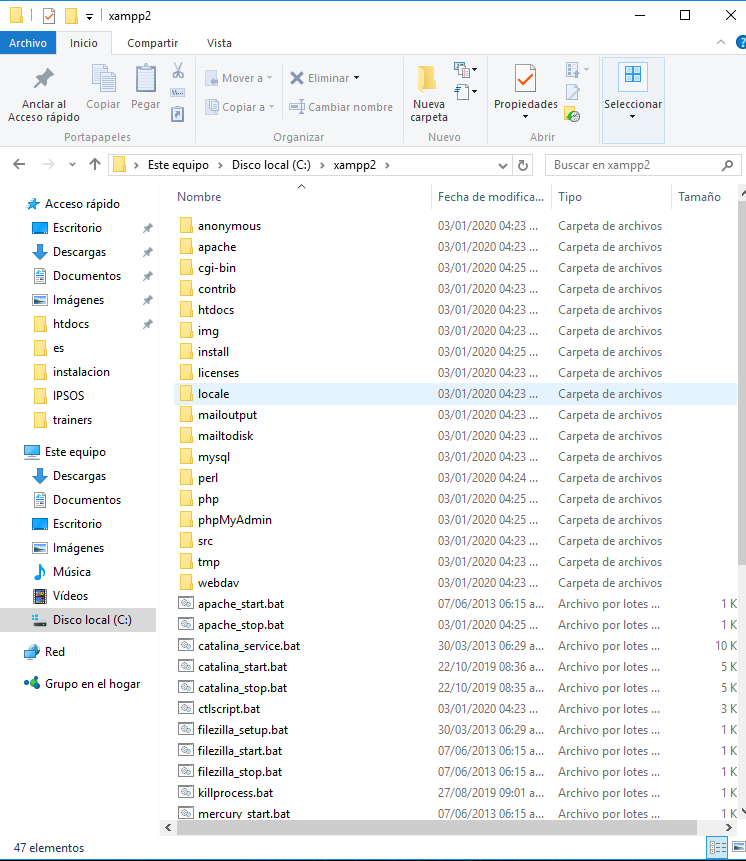 xampp2
Archivo Inicio Compartir Vista
Anclar al Acceso rápido
Copiar
Pegar
Mover a
Copiar a
Eliminar
Cambiar nombre
Nueva carpeta
Propiedades
Seleccionar
Portapapeles Organizar Nuevo Abrir
Este equipo > Disco local (C:) > xampp2 >
Buscar en xampp2
Acceso rápido
Escritorio
Descargas
Documentos
Imágenes
htdocs
es
instalacion
IPSOS
trainers
Este equipo
Descargas
Documentos
Escritorio
Imágenes
Música
Vídeos
Disco local (C:)
Red
Grupo en el hogar
Nombre Fecha de modifica... Tipo Tamaño
anonymous 03/01/2020 04:23 ... Carpeta de archivos
apache 03/01/2020 04:23 ... Carpeta de archivos
cgi-bin 03/01/2020 04:25 ... Carpeta de archivos
contrib 03/01/2020 04:23 ... Carpeta de archivos
htdocs 03/01/2020 04:23 ... Carpeta de archivos
img 03/01/2020 04:23 ... Carpeta de archivos
install 03/01/2020 04:25 ... Carpeta de archivos
licenses 03/01/2020 04:23 ... Carpeta de archivos
locale 03/01/2020 04:23 ... Carpeta de archivos
mailoutput 03/01/2020 04:23 ... Carpeta de archivos
mailtodisk 03/01/2020 04:23 ... Carpeta de archivos
mysql 03/01/2020 04:23 ... Carpeta de archivos
perl 03/01/2020 04:24 ... Carpeta de archivos
php 03/01/2020 04:25 ... Carpeta de archivos
phpMyAdmin 03/01/2020 04:25 ... Carpeta de archivos
src 03/01/2020 04:23 ... Carpeta de archivos
tmp 03/01/2020 04:23 ... Carpeta de archivos
webdav 03/01/2020 04:23 ... Carpeta de archivos
apache_start.bat 07/06/2013 06:15 a... Archivo por lotes ... 1 K
apache_stop.bat 03/01/2020 04:25 ... Archivo por lotes ... 1 K
catalina_service.bat 30/03/2013 06:29 a... Archivo por lotes ... 10 K
catalina_start.bat 22/10/2019 08:36 a... Archivo por lotes ... 5 K
catalina_stop.bat 22/10/2019 08:35 a... Archivo por lotes ... 5 K
ctlscript.bat 03/01/2020 04:23 ... Archivo por lotes ... 3 K
filezilla_setup.bat 30/03/2013 06:29 a... Archivo por lotes ... 1 K
filezilla_start.bat 07/06/2013 06:15 a... Archivo por lotes ... 1 K
filezilla_stop.bat 07/06/2013 06:15 a... Archivo por lotes ... 1 K
killprocess.bat 27/08/2019 09:01 a... Archivo por lotes ... 1 K
mercury_start.bat 07/06/2013 06:15 a... Archivo por lotes ... 1 K
47 elementos